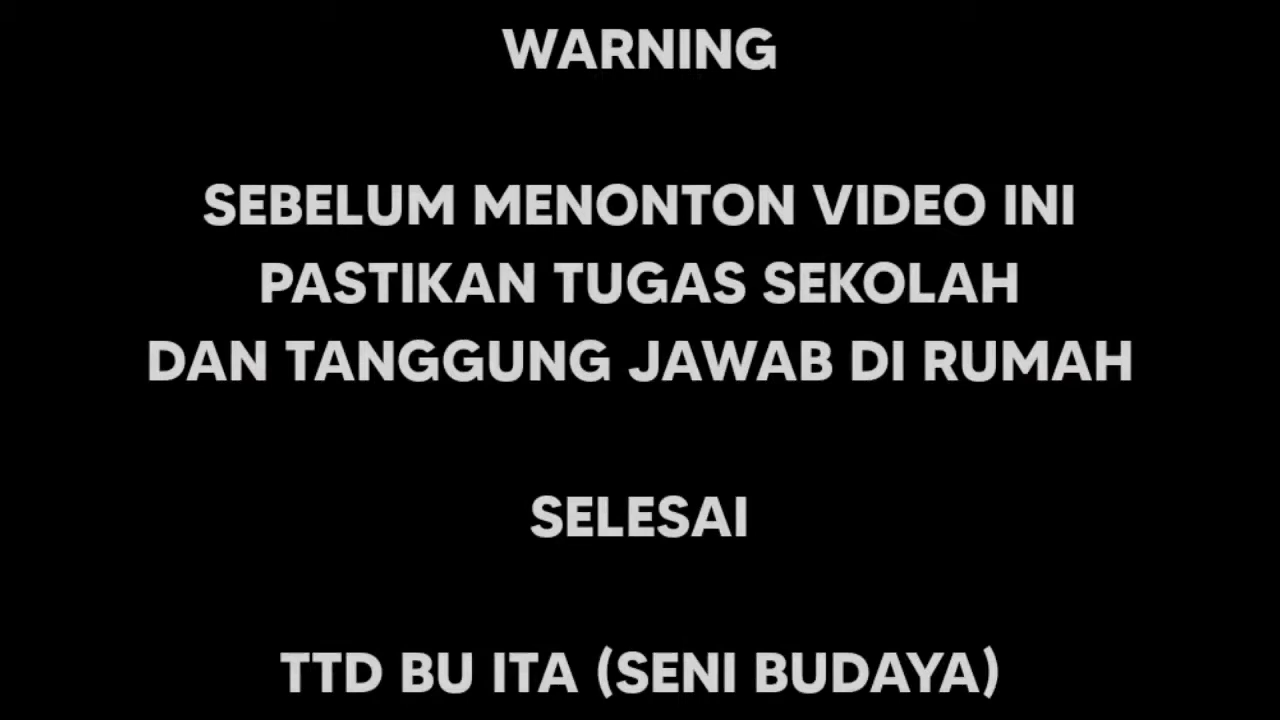 WARNING
SEBELUM MENONTON VIDEO INI
PASTIKAN TUGAS SEKOLAH
DAN TANGGUNG JAWAB DI RUMAH
SELESAI
TTD BU ITA (SENI BUDAYA)